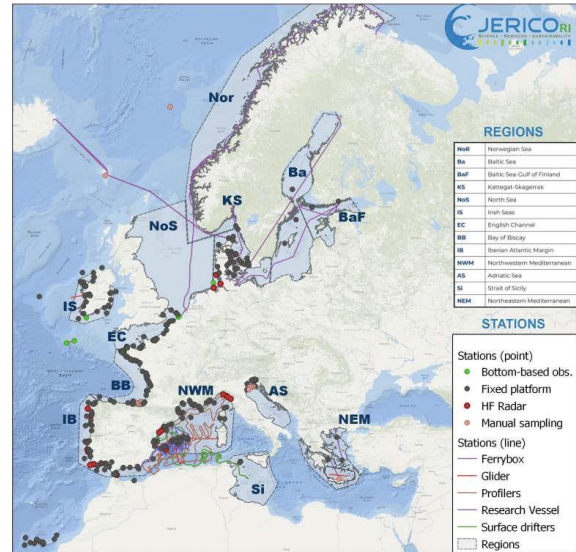 JERICO RI
SCIENCE - SERVICES - SUSTAINABILITY
Nor
Ba
KS
BaF
NoS
IS
EC
BB
NWM
AS
IB
NEM
Si
REGIONS
NoR Norwegian Sea
Ba Baltic Sea
BaF Baltic Sea-Gulf of Finland
KS Kattegat-Skagerrak
NoS North Sea
IS Irish Seas
EC English Channel
BB Bay of Biscay
IB Iberian Atlantic Margin
NWM Northwestern Mediterranean
AS Adriatic Sea
Si Strait of Sicily
NEM Northeastern Mediterranean
STATIONS
Stations (point)
Bottom-based obs.
Fixed platform
HF Radar
Manual sampling
Stations (line)
Ferrybox
Glider
Profilers
Research Vessel
Surface drifters
Regions